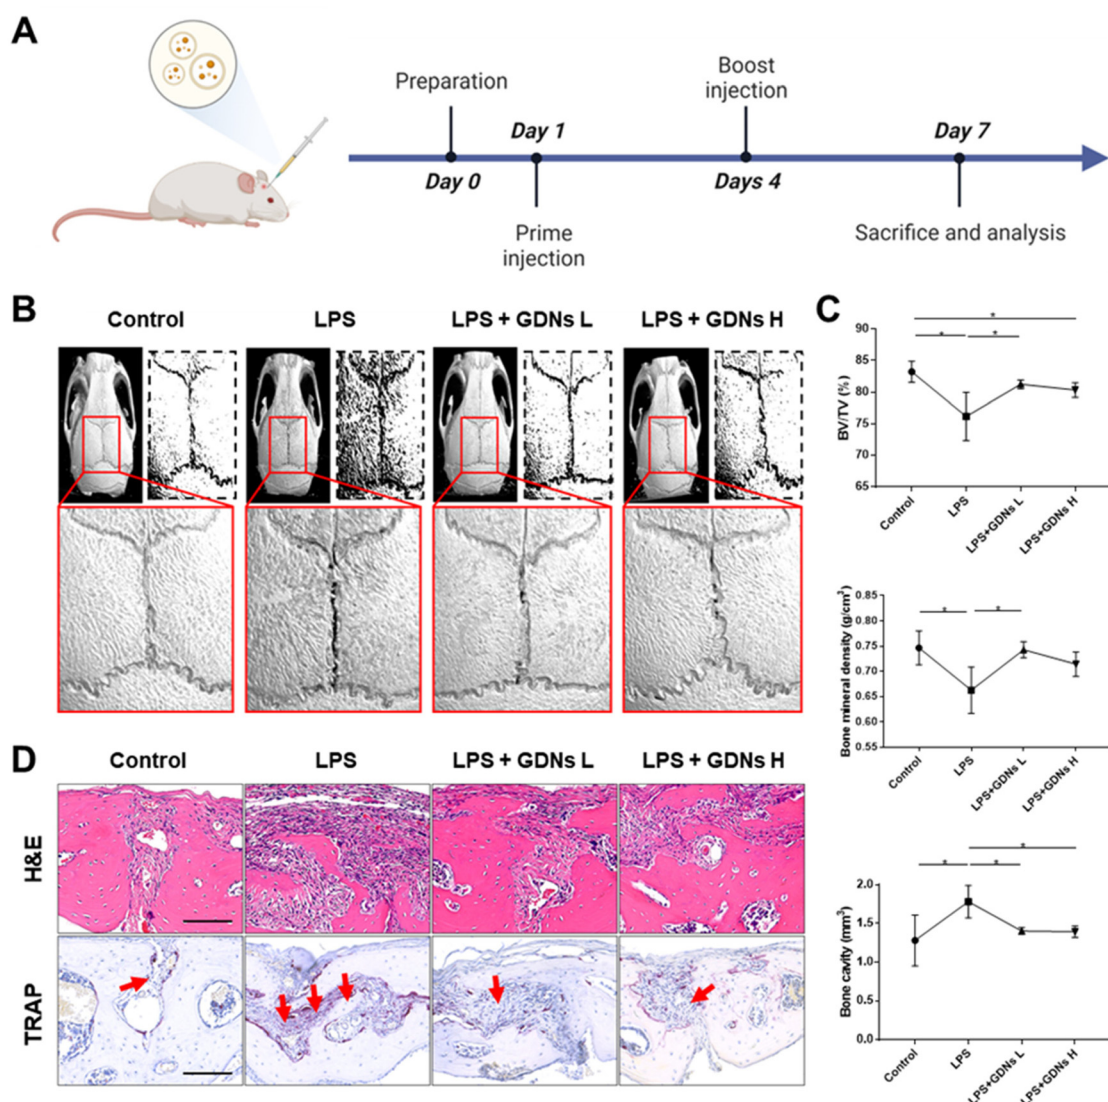 A
Preparation
Boost
injection
Day 1
Day 7
Day 0
Days 4
Prime
injection
Sacrifice and analysis
B
Control
LPS
LPS + GDNs L
LPS + GDNs H
C
*
* *
90
85
80
75
70
65
BV/TV (%)
Control
LPS
LPS+GDNs L
LPS+GDNs H
* *
0.85
0.80
0.75
0.70
0.65
0.60
0.55
Bone mineral density (g/cm³)
Control
LPS
LPS+GDNs L
LPS+GDNs H
*
* *
2.0
1.5
1.0
0.5
0.0
Bone cavity (mm³)
Control
LPS
LPS+GDNs L
LPS+GDNs H
D
Control
LPS
LPS + GDNs L
LPS + GDNs H
H&E
TRAP